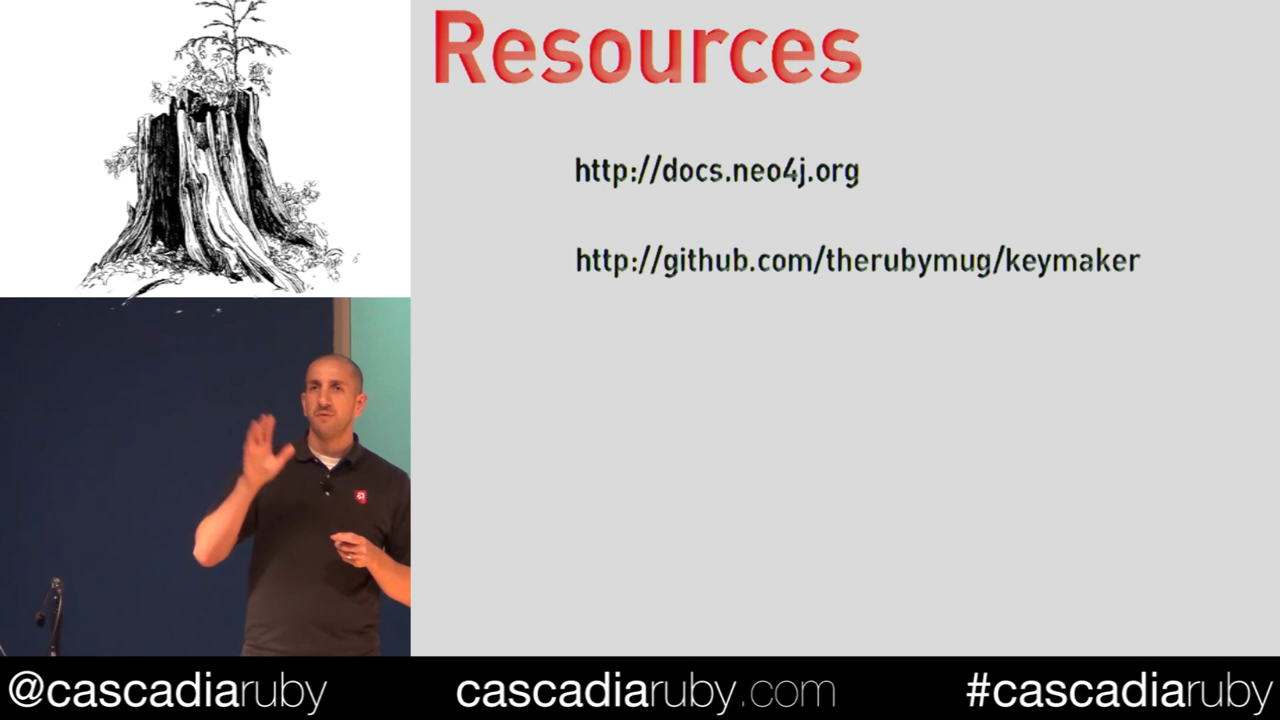 Resources
http://docs.neo4j.org
http://github.com/therubymug/keymaker
@cascadiaruby
cascadiaruby.com
#cascadiaruby